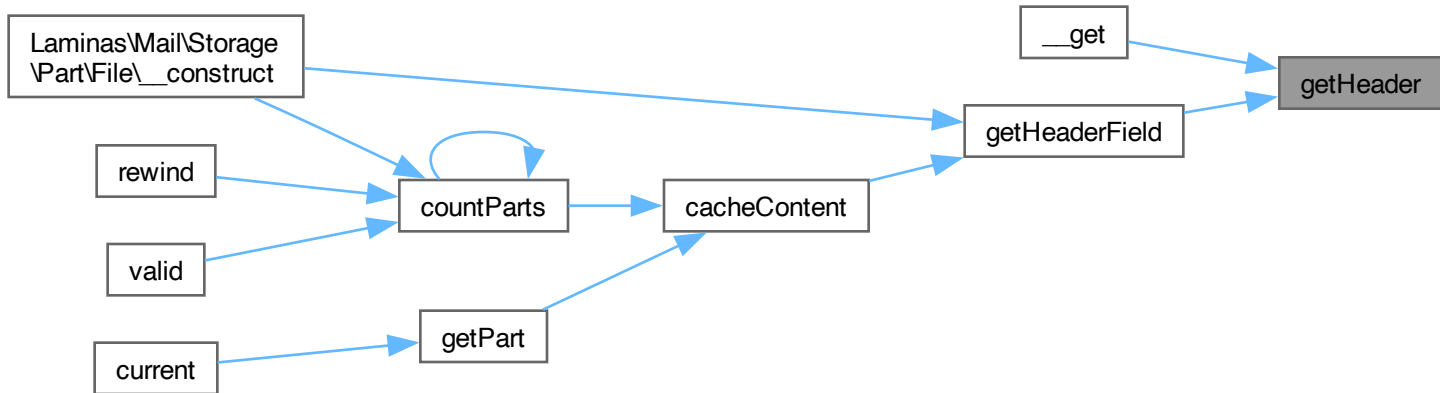 Laminas\Mail\Storage
\Part\File\__construct
__get
getHeader
getHeaderField
rewind
countParts
cacheContent
valid
getPart
current